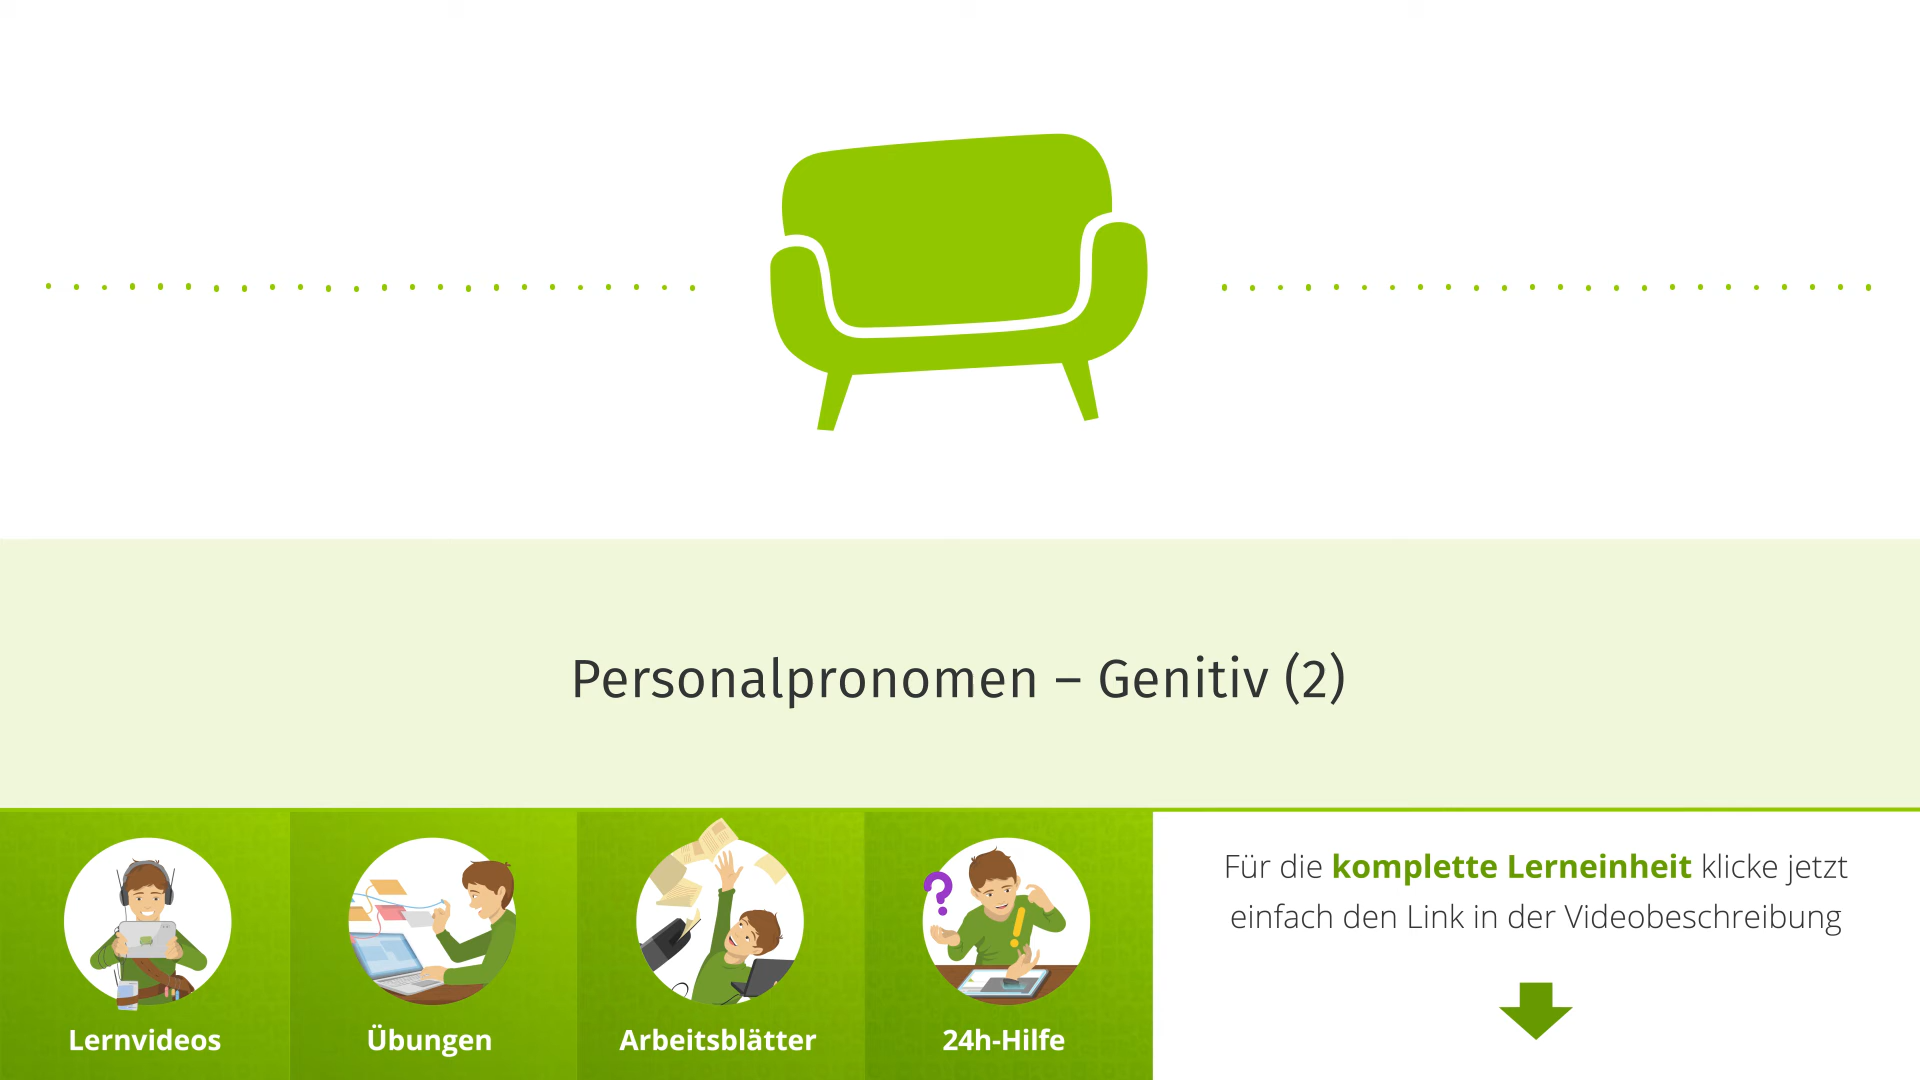 Personalpronomen – Genitiv (2)
Für die komplette Lerneinheit klicke jetzt
einfach den Link in der Videobeschreibung
Lernvideos
Übungen
Arbeitsblätter
24h-Hilfe